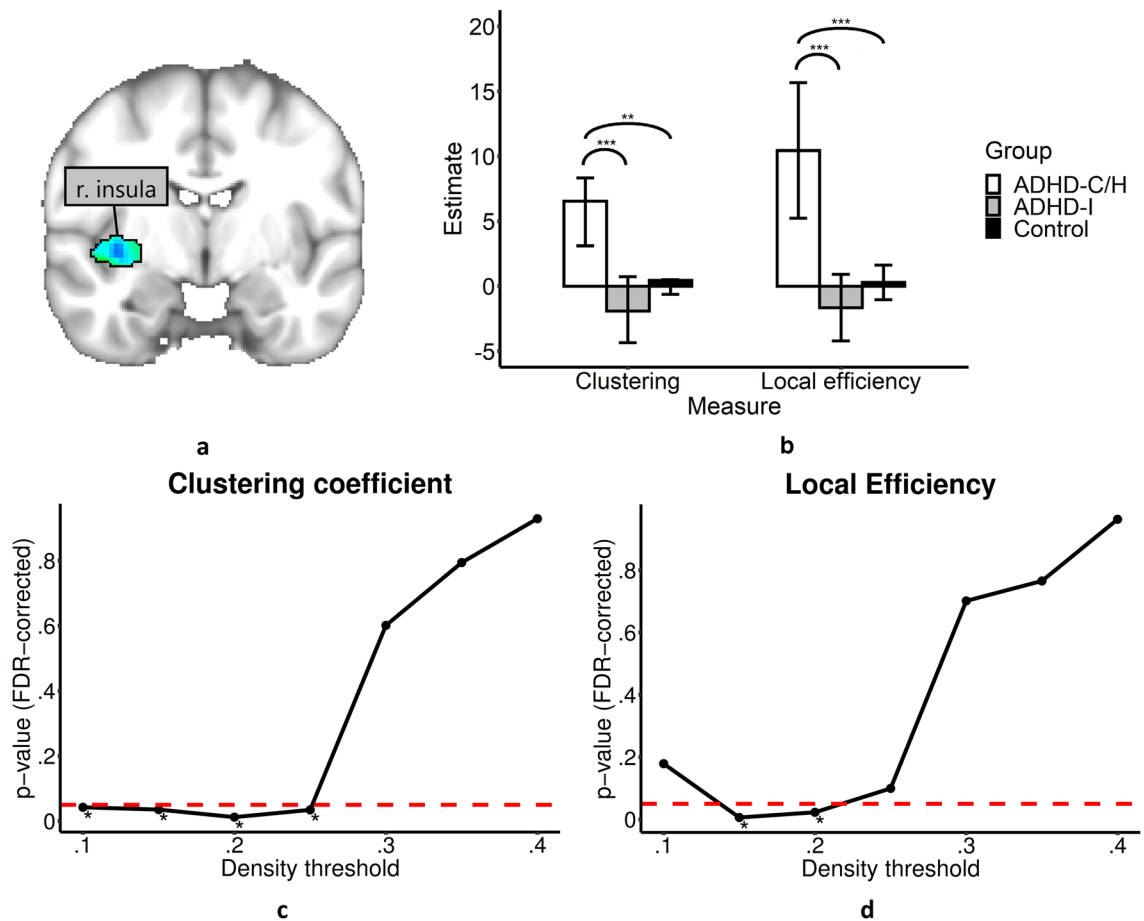 r. insula
a
20
15
10
5
0
-5
Estimate
***
**
***
***
Clustering
Local efficiency
Measure
Group
ADHD-C/H
ADHD-I
Control
b
Clustering coefficient
p−value (FDR−corrected)
.8
.6
.4
.2
0
*
*
*
*
.1
.2
.3
.4
Density threshold
c
Local Efficiency
p−value (FDR−corrected)
.8
.6
.4
.2
0
*
*
.1
.2
.3
.4
Density threshold
d